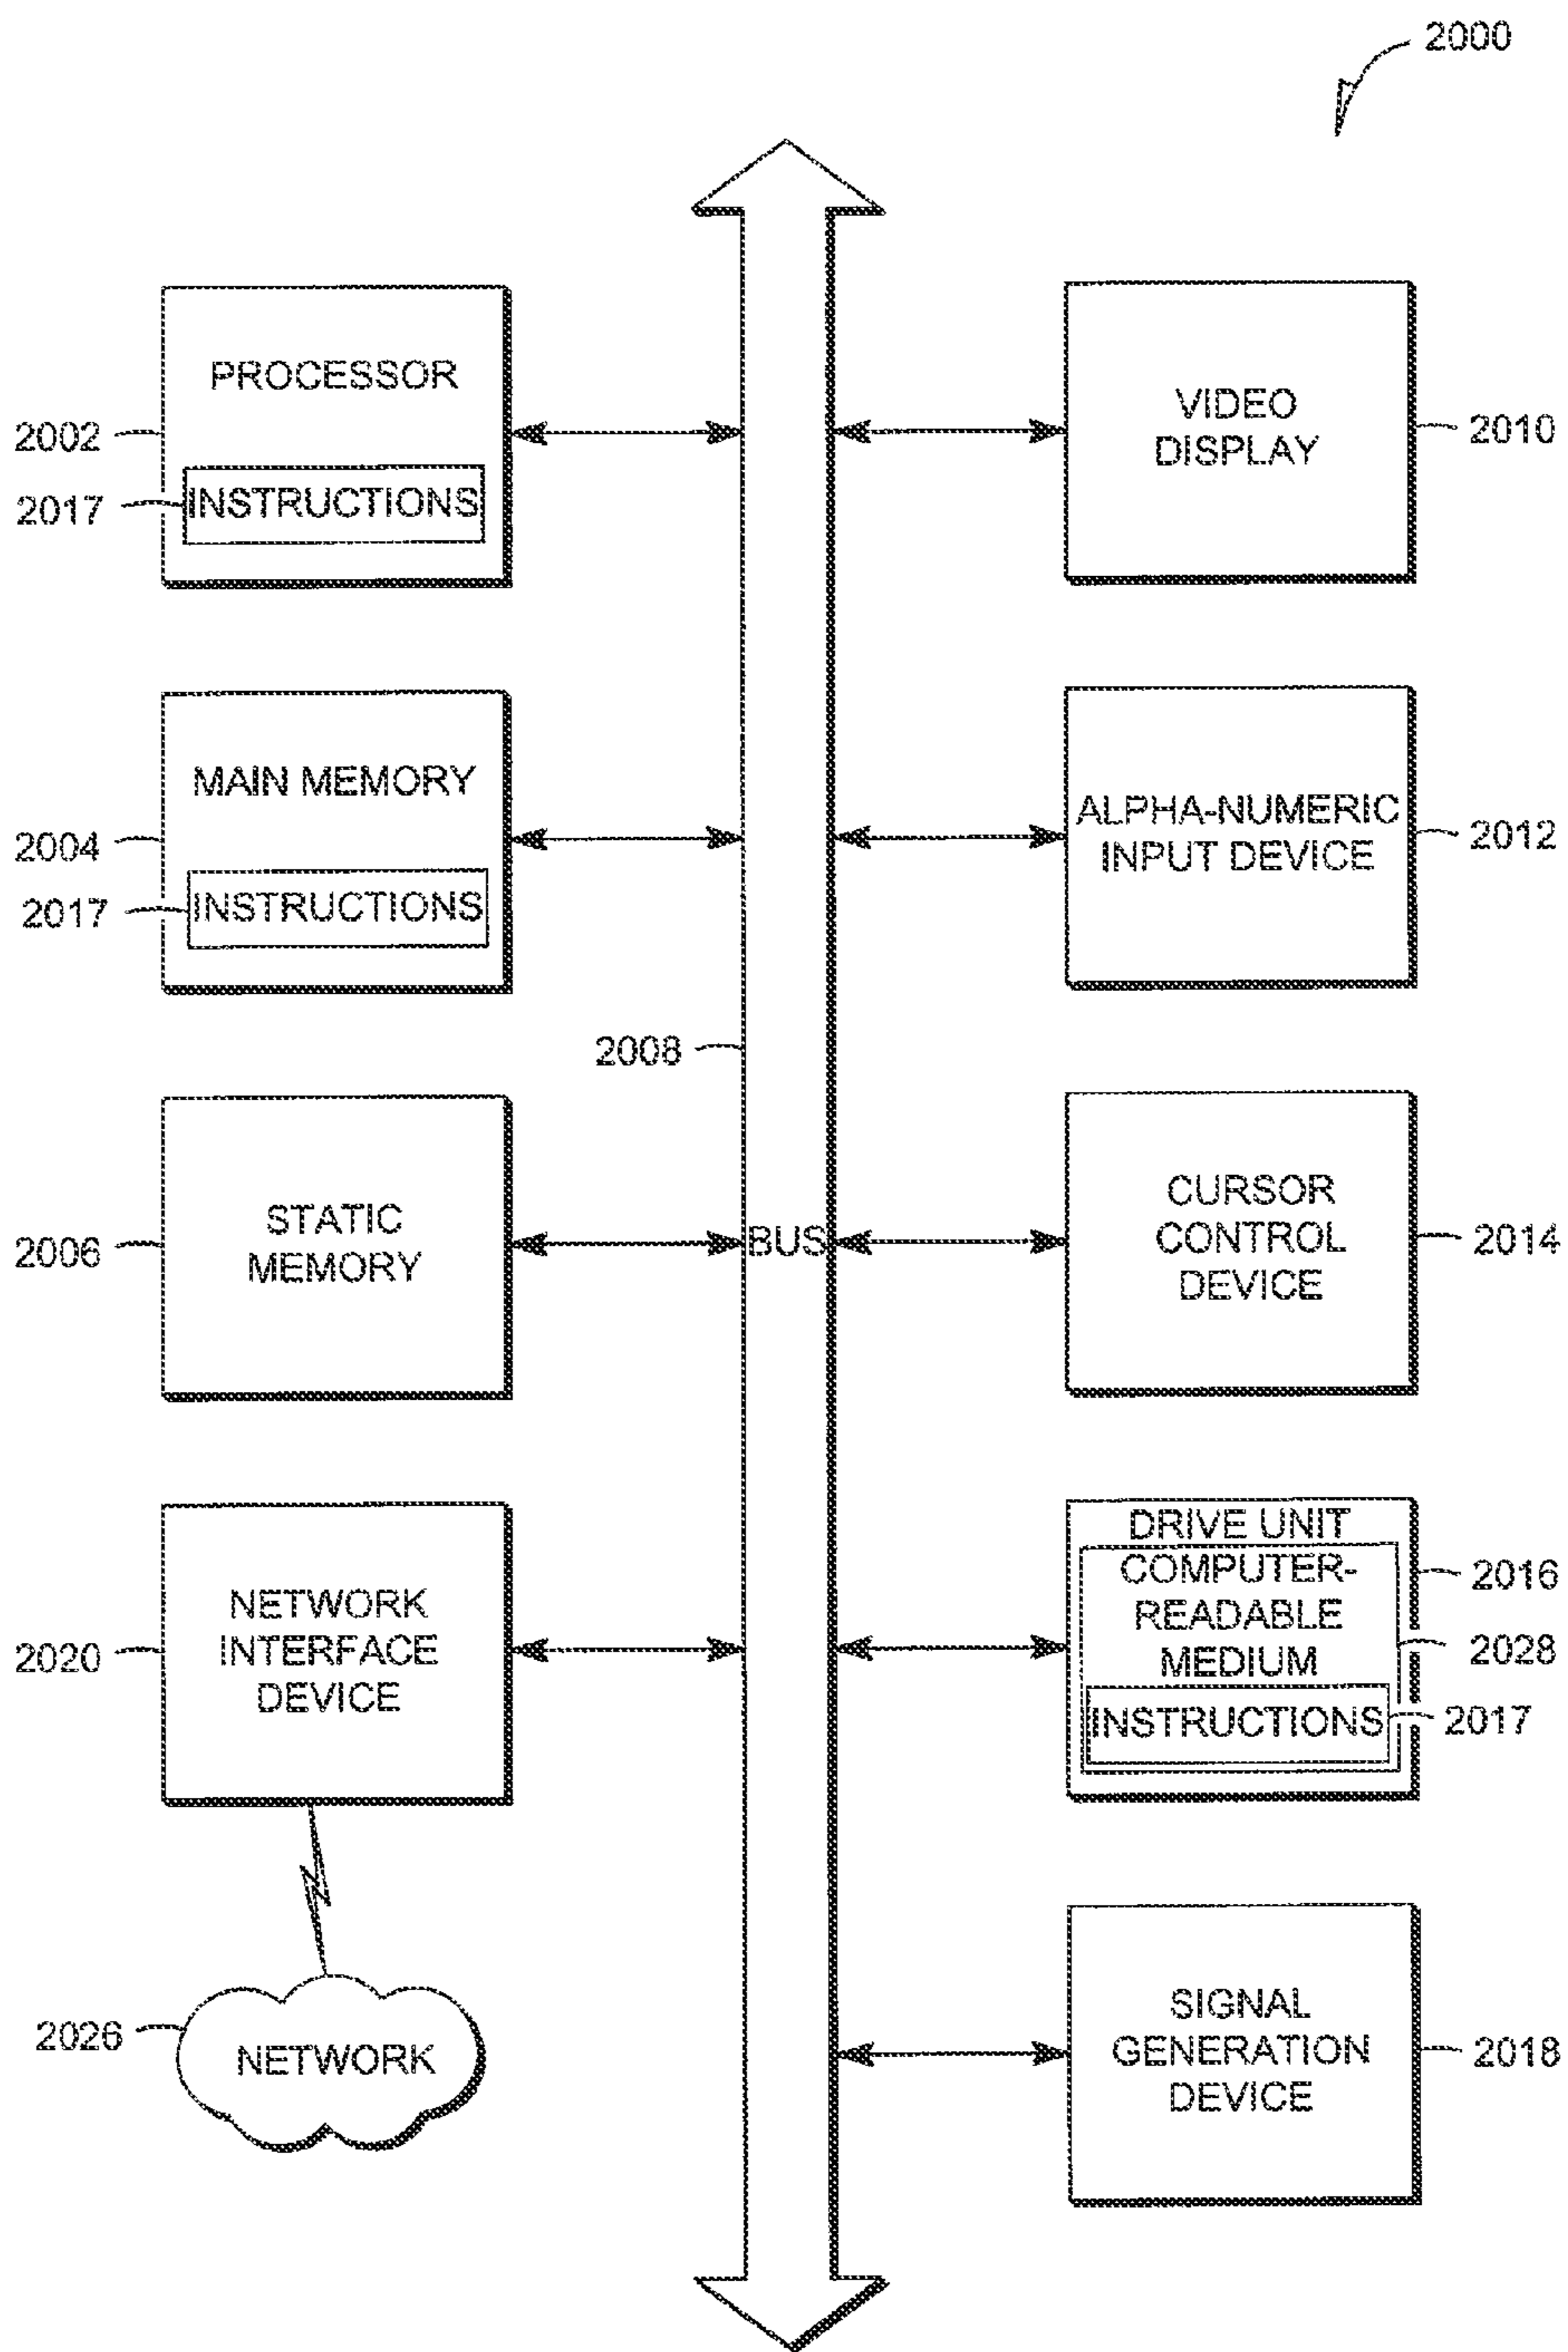 2000
PROCESSOR
2002
2017
INSTRUCTIONS
MAIN MEMORY
2004
2017
INSTRUCTIONS
2008
STATIC
MEMORY
2006
NETWORK
INTERFACE
DEVICE
2020
2026
NETWORK
BUS
VIDEO
DISPLAY
2010
ALPHA-NUMERIC
INPUT DEVICE
2012
CURSOR
CONTROL
DEVICE
2014
DRIVE UNIT
2016
COMPUTER-
READABLE
MEDIUM
2028
INSTRUCTIONS
2017
SIGNAL
GENERATION
DEVICE
2018